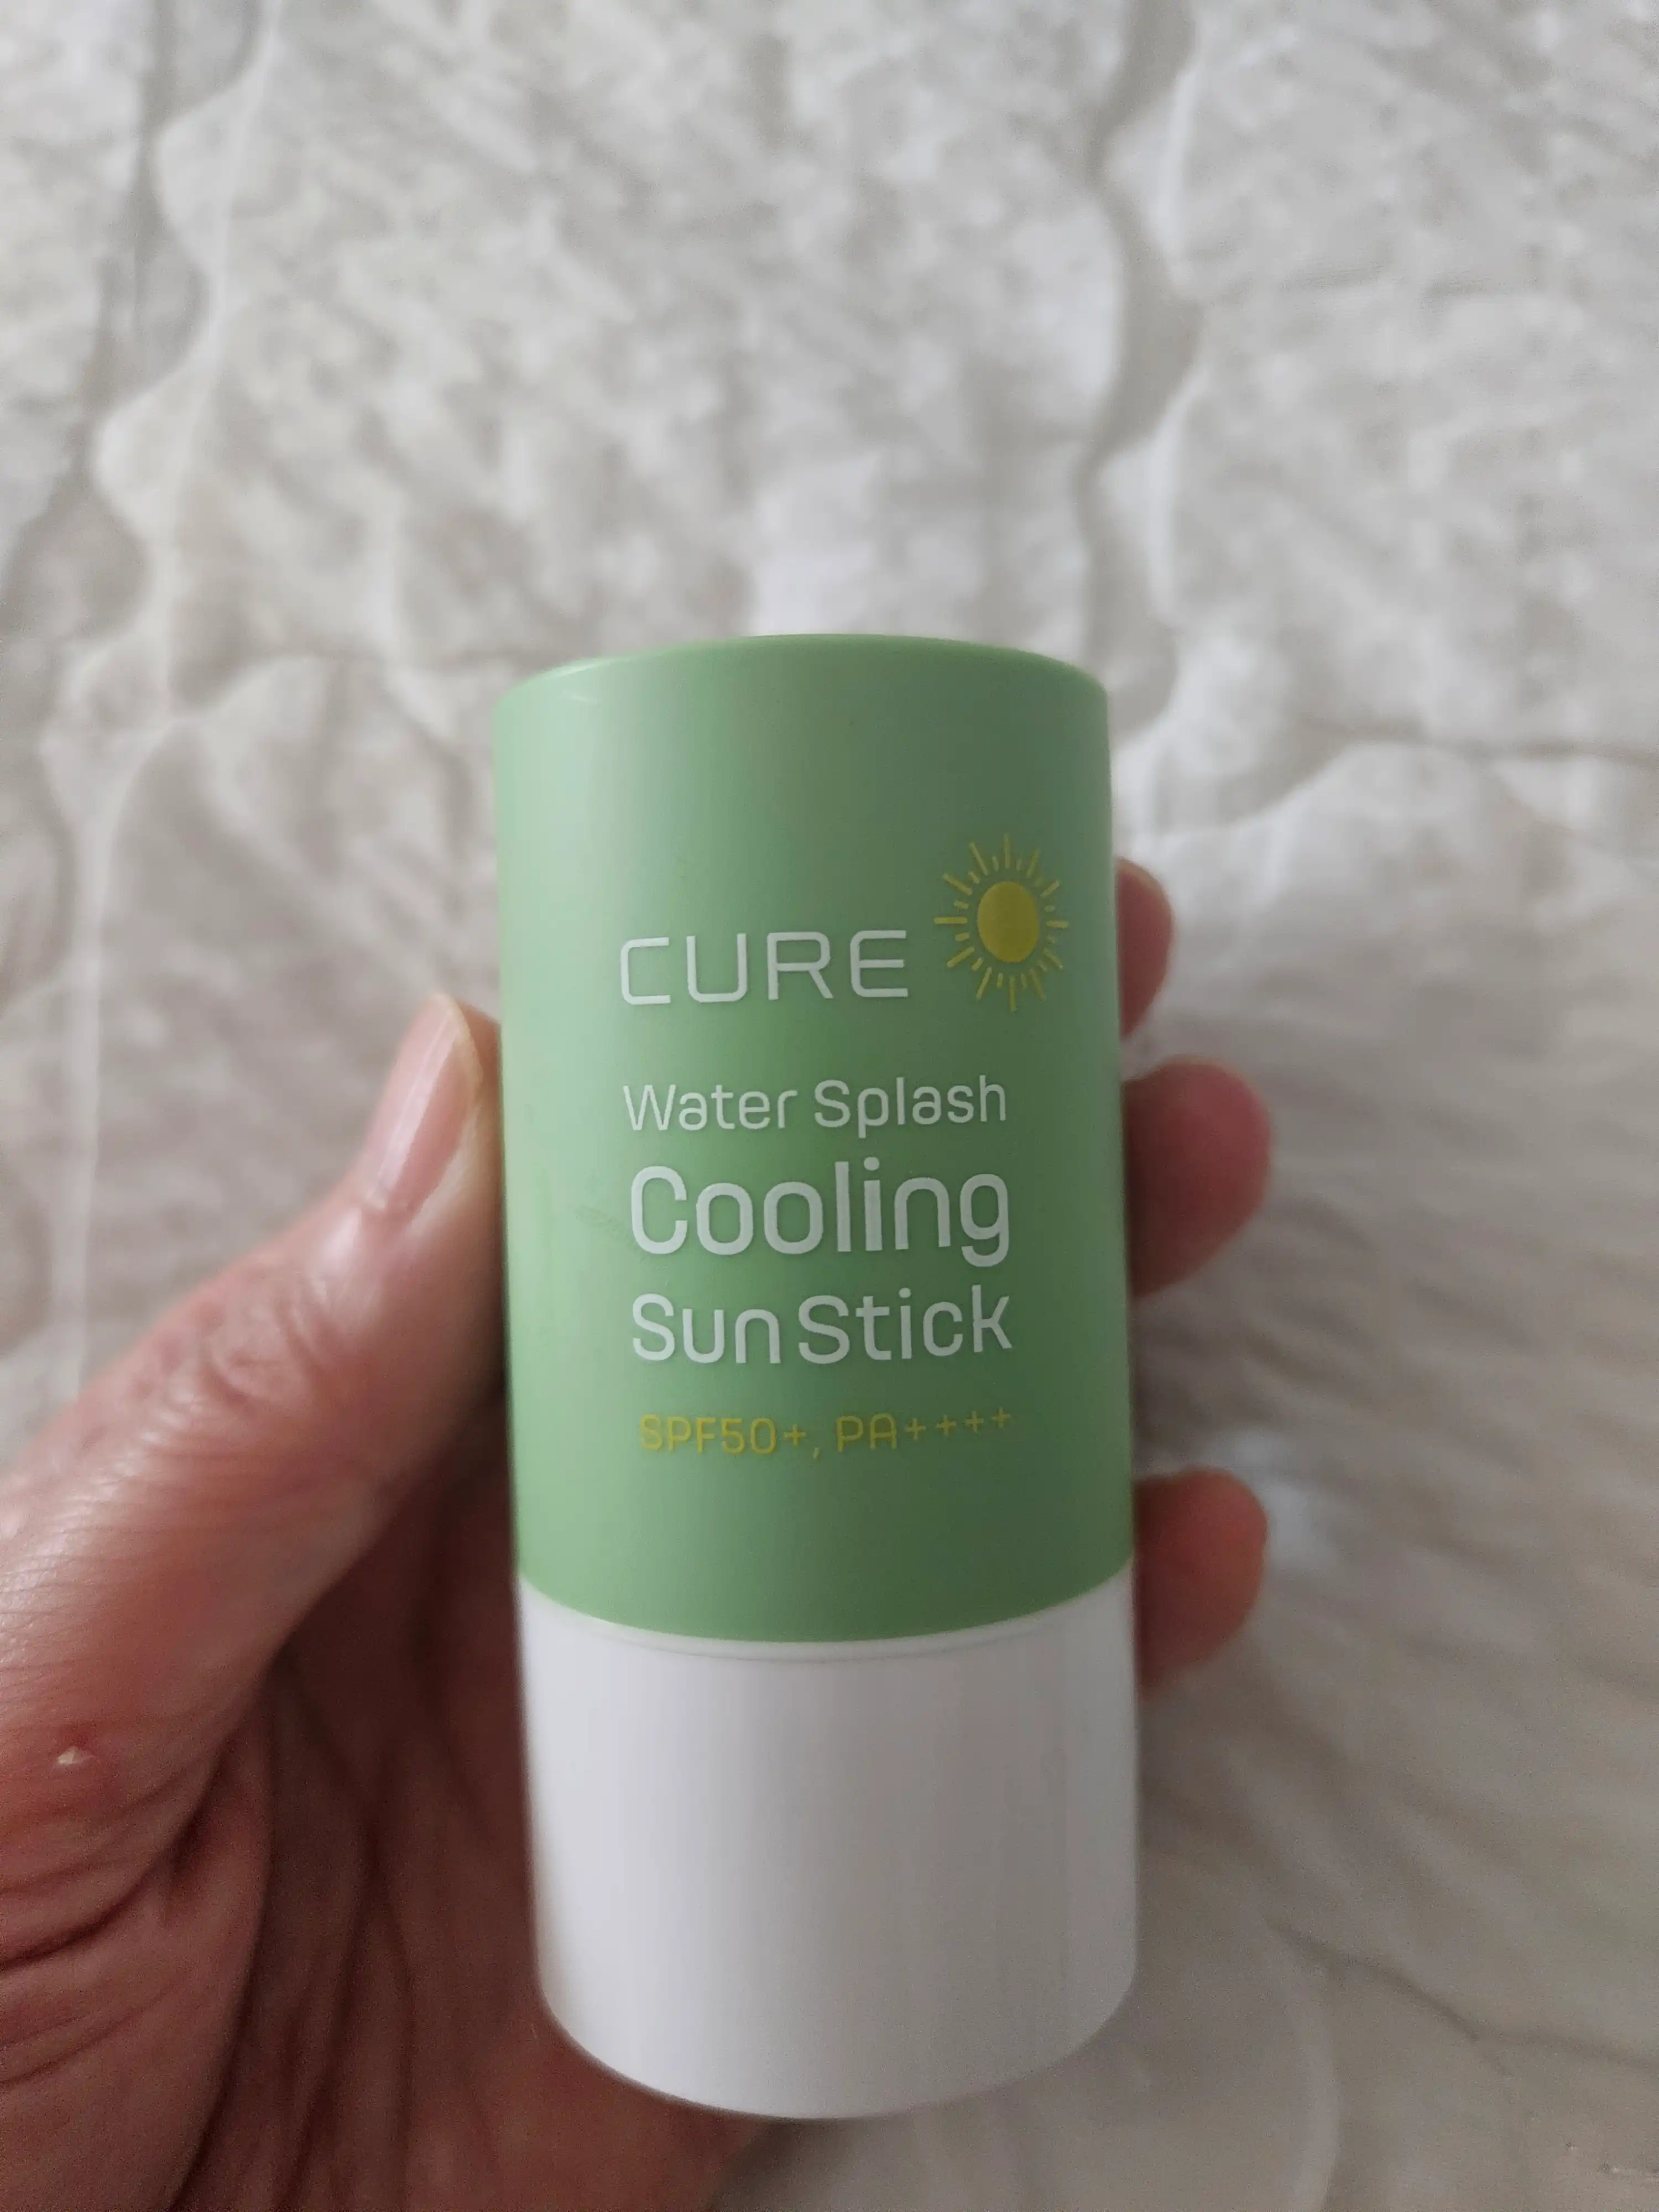 CURE
Water Splash
Cooling
Sun Stick
SPF50+, PA++++